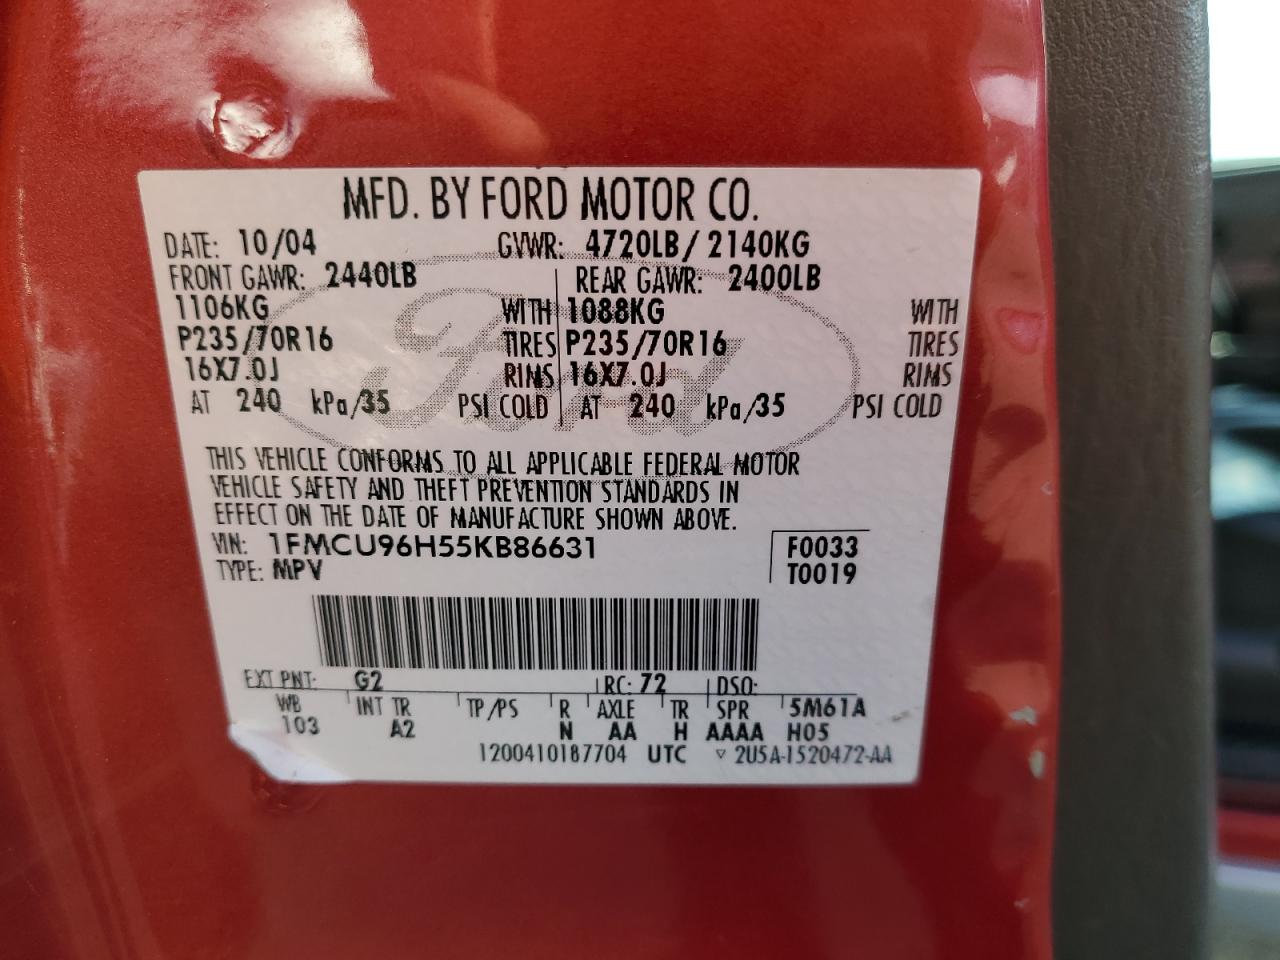 MFD. BY FORD MOTOR CO.
DATE: 10/04 GVWR: 4720LB/ 2140KG
FRONT GAWR: 2440LB REAR GAWR: 2400LB
1106KG WITH 1088KG WITH
P235/70R16 TIRES P235/70R16 TIRES
16X7.0J RIMS 16X7.0J RIMS
AT 240 kPa/35 PSI COLD AT 240 kPa/35 PSI COLD
Ford
THIS VEHICLE CONFORMS TO ALL APPLICABLE FEDERAL MOTOR
VEHICLE SAFETY AND THEFT PREVENTION STANDARDS IN
EFFECT ON THE DATE OF MANUFACTURE SHOWN ABOVE.
VIN: 1FMCU96H55KB86631 F0033
TYPE: MPV T0019
EXT PNT: G2 RC: 72 DSO:
WB INT TR TP/PS R AXLE TR SPR 5M61A
103 A2 N AA H AAAA H05
1200410187704 UTC ▽ 2U5A-1520472-AA